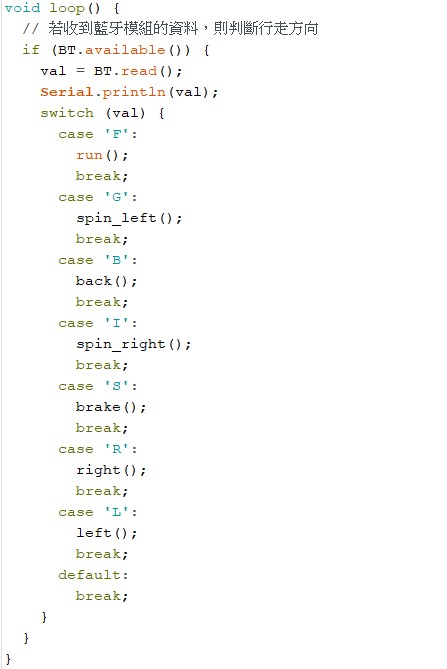 void loop() {
  // 若收到藍牙模組的資料，則判斷行走方向
  if (BT.available()) {
    val = BT.read();
    Serial.println(val);
    switch (val) {
      case 'F':
        run();
        break;
      case 'G':
        spin_left();
        break;
      case 'B':
        back();
        break;
      case 'I':
        spin_right();
        break;
      case 'S':
        brake();
        break;
      case 'R':
        right();
        break;
      case 'L':
        left();
        break;
      default:
        break;
    }
  }
}